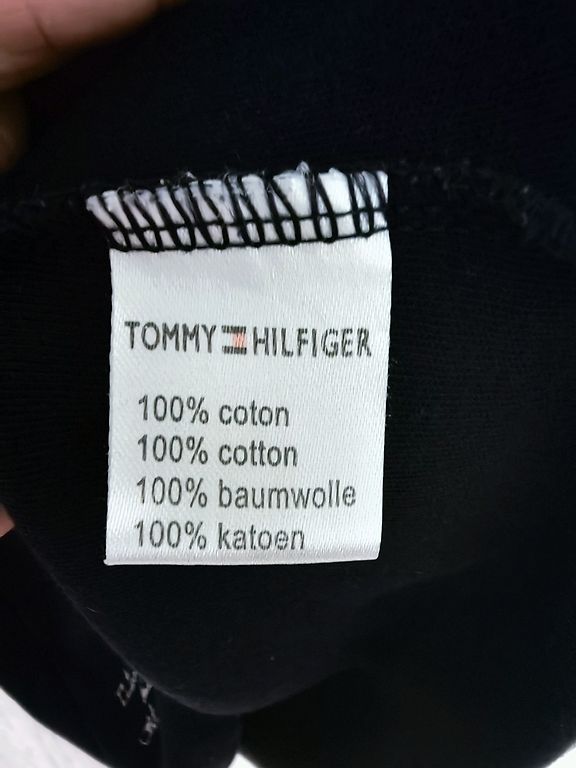 TOMMY HILFIGER
100% coton
100% cotton
100% baumwolle
100% katoen